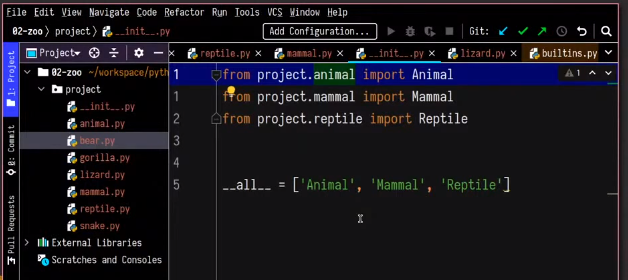 File Edit View Navigate Code Refactor Run Tools VCS Window Help
02-zoo project __init__.py Add Configuration... Git:
Project reptile.py mammal.py __init__.py lizard.py builtins.py
1: Project
0: Commit
Pull Requests
02-zoo ~/workspace/pyth
project
__init__.py
animal.py
bear.py
gorilla.py
lizard.py
mammal.py
reptile.py
snake.py
External Libraries
Scratches and Consoles
1 from project.animal import Animal 1
1 from project.mammal import Mammal
2 from project.reptile import Reptile
3
4
5 __all__ = ['Animal', 'Mammal', 'Reptile']